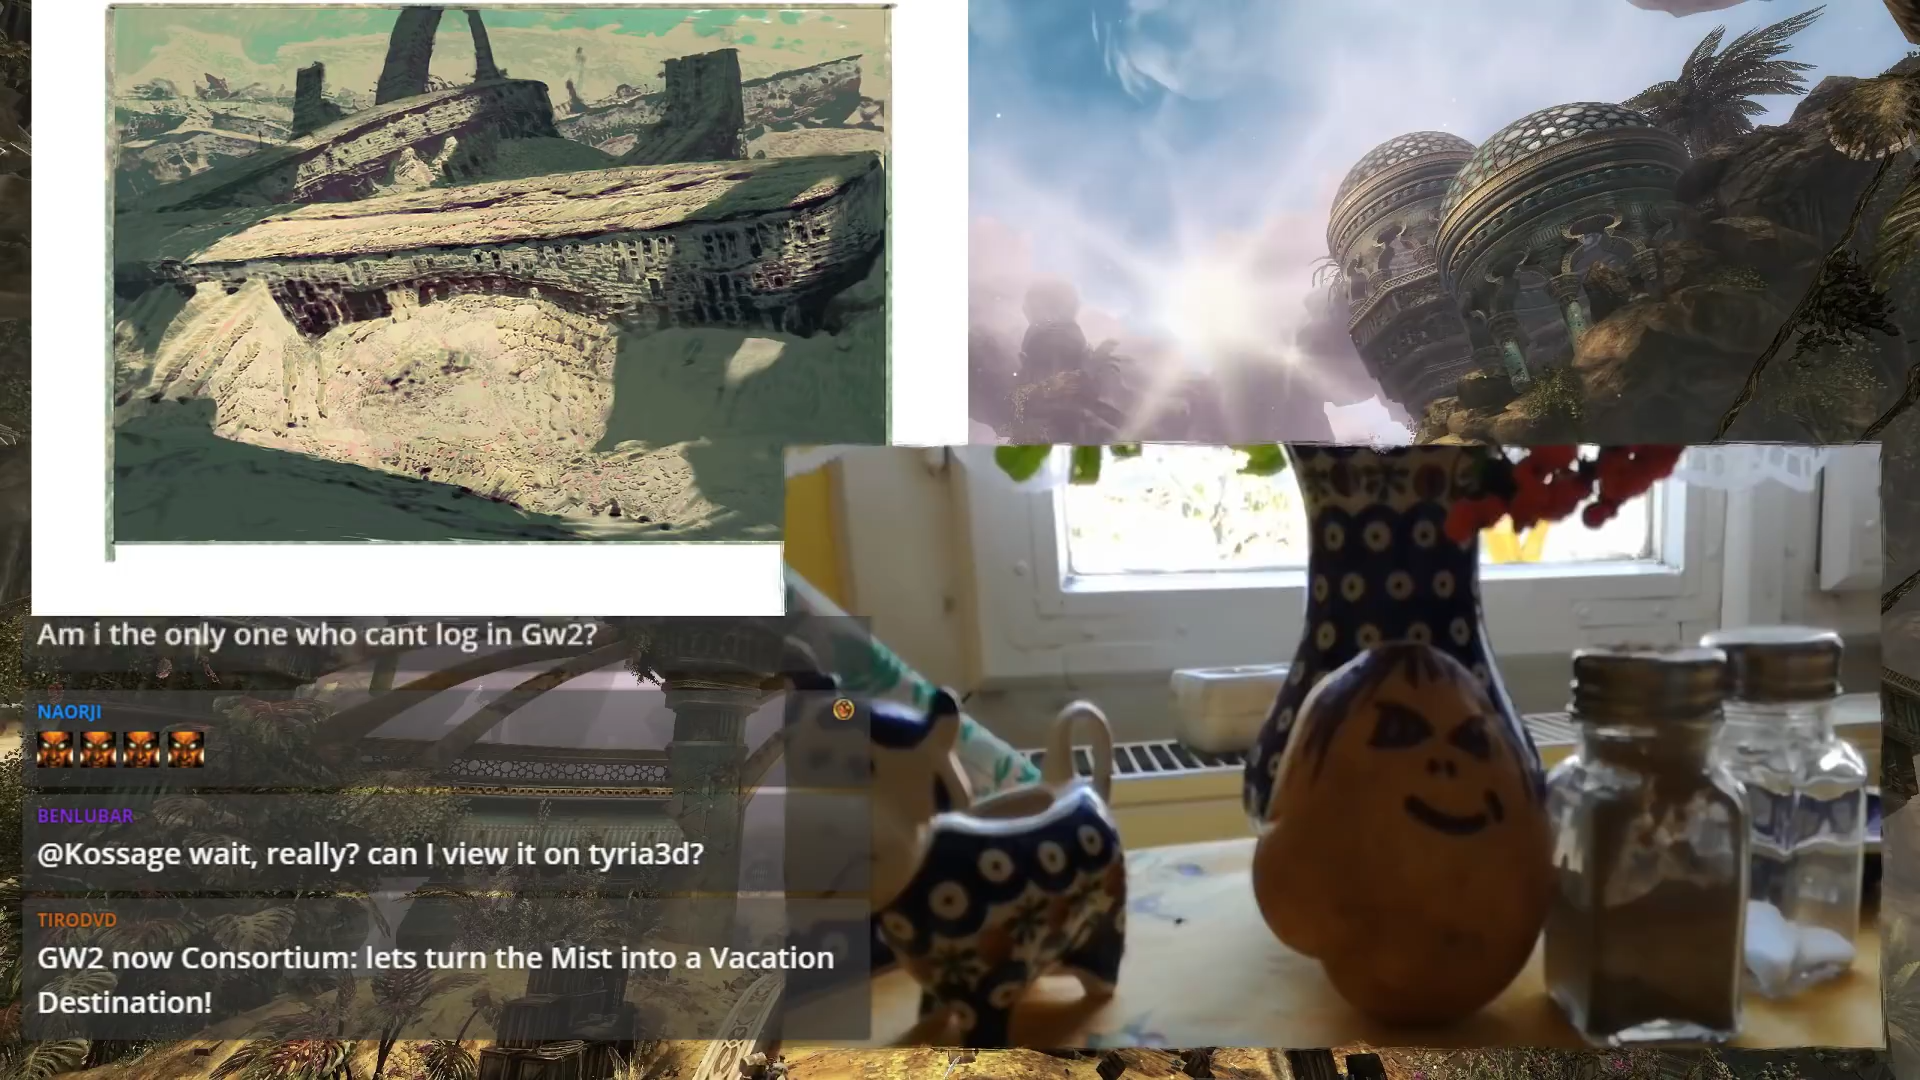 Am i the only one who cant log in Gw2?
NAORJI
BENLUBAR
@Kossage wait, really? can I view it on tyria3d?
TIRODVD
GW2 now Consortium: lets turn the Mist into a Vacation
Destination!